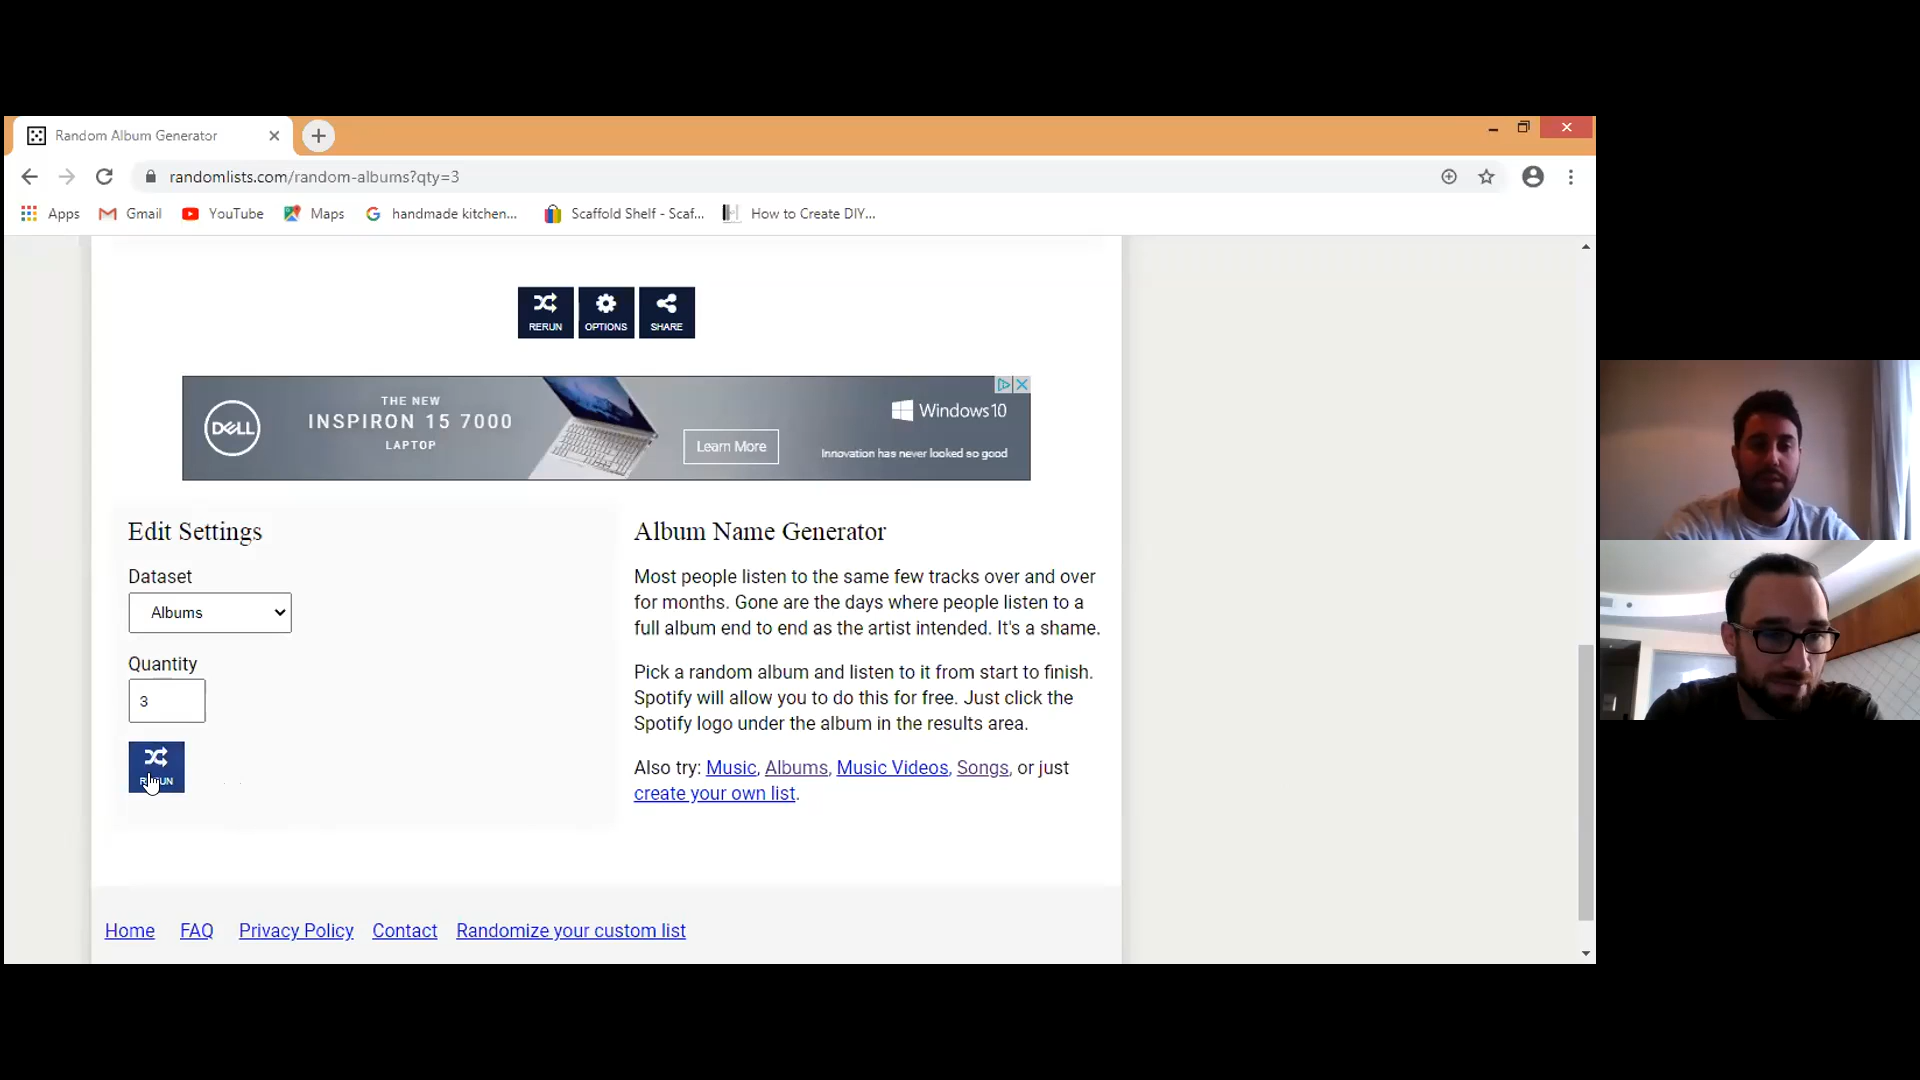 Random Album Generator
randomlists.com/random-albums?qty=3
Apps Gmail YouTube Maps handmade kitchen... Scaffold Shelf - Scaf... How to Create DIY...
RERUN OPTIONS SHARE
DELL
THE NEW
INSPIRON 15 7000
LAPTOP
Learn More
Windows10
Innovation has never looked so good
Edit Settings
Dataset
Albums
Quantity
3
RERUN
Album Name Generator
Most people listen to the same few tracks over and over
for months. Gone are the days where people listen to a
full album end to end as the artist intended. It's a shame.
Pick a random album and listen to it from start to finish.
Spotify will allow you to do this for free. Just click the
Spotify logo under the album in the results area.
Also try: Music, Albums, Music Videos, Songs, or just
create your own list.
Home FAQ Privacy Policy Contact Randomize your custom list